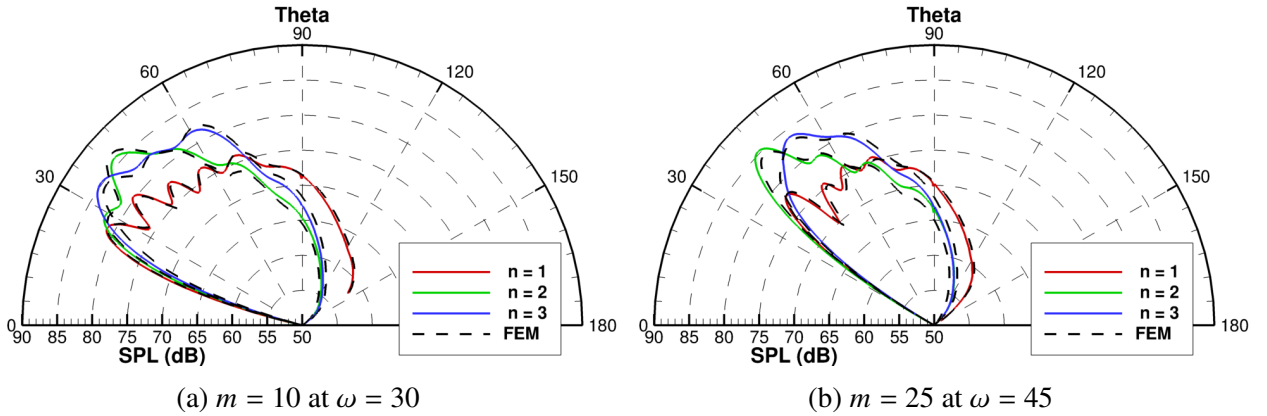 Theta
90
60
120
30
150
0
180
90 85 80 75 70 65 60 55 50
SPL (dB)
n = 1
n = 2
n = 3
FEM
(a) m = 10 at ω = 30
Theta
90
60
120
30
150
0
180
90 85 80 75 70 65 60 55 50
SPL (dB)
n = 1
n = 2
n = 3
FEM
(b) m = 25 at ω = 45